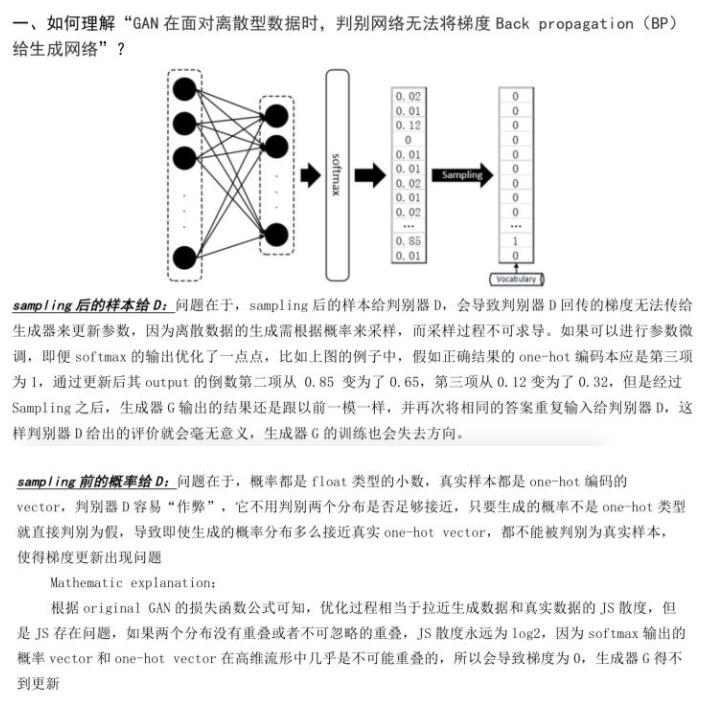 一、如何理解“GAN 在面对离散型数据时，判别网络无法将梯度 Back propagation（BP）
给生成网络”？
softmax
0.02
0.01
0.12
0
0.01
0.01
0.02
0.01
0.02
...
0.85
0.01
Sampling
0
0
0
0
0
0
0
0
0
...
1
0
Vocabulary
sampling 后的样本给 D：问题在于，sampling 后的样本给判别器 D，会导致判别器 D 回传的梯度无法传给
生成器来更新参数，因为离散数据的生成需根据概率来采样，而采样过程不可求导。如果可以进行参数微
调，即便 softmax 的输出优化了一点点，比如上图的例子中，假如正确结果的 one-hot 编码本应是第三项
为 1，通过更新后其 output 的倒数第二项从 0.85 变为了 0.65，第三项从 0.12 变为了 0.32，但是经过
Sampling 之后，生成器 G 输出的结果还是跟以前一模一样，并再次将相同的答案重复输入给判别器 D，这
样判别器 D 给出的评价就会毫无意义，生成器 G 的训练也会失去方向。
sampling 前的概率给 D：问题在于，概率都是 float 类型的小数，真实样本都是 one-hot 编码的
vector，判别器 D 容易“作弊”，它不用判别两个分布是否足够接近，只要生成的概率不是 one-hot 类型
就直接判别为假，导致即使生成的概率分布多么接近真实 one-hot vector，都不能被判别为真实样本，
使得梯度更新出现问题
Mathematic explanation：
根据 original GAN 的损失函数公式可知，优化过程相当于拉近生成数据和真实数据的 JS 散度，但
是 JS 存在问题，如果两个分布没有重叠或者不可忽略的重叠，JS 散度永远为 log2，因为 softmax 输出的
概率 vector 和 one-hot vector 在高维流形中几乎是不可能重叠的，所以会导致梯度为 0，生成器 G 得不
到更新